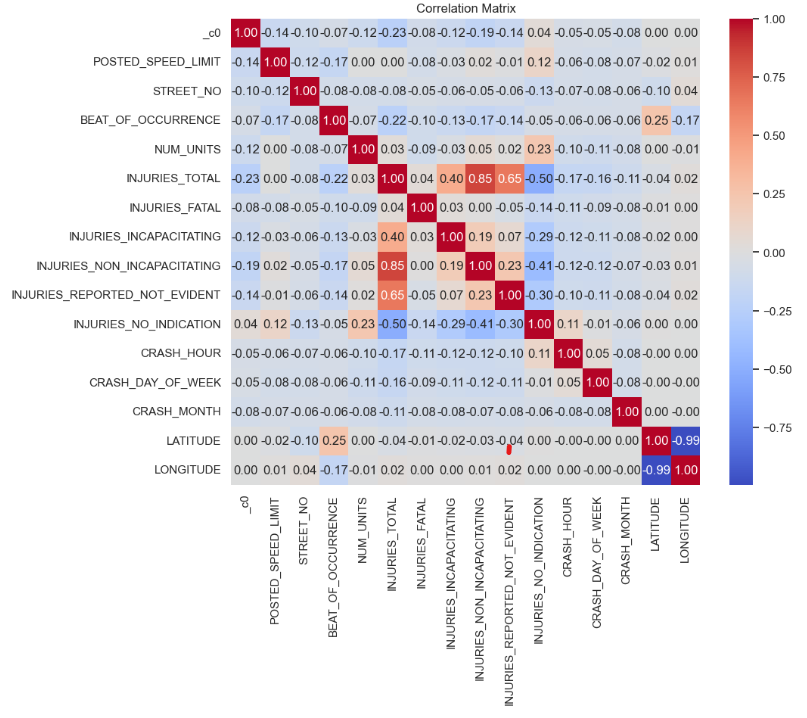 Correlation Matrix
_c0 1.00 -0.14 -0.10 -0.07 -0.12 -0.23 -0.08 -0.12 -0.19 -0.14 0.04 -0.05 -0.05 -0.08 0.00 0.00
POSTED_SPEED_LIMIT -0.14 1.00 -0.12 -0.17 0.00 0.00 -0.08 -0.03 0.02 -0.01 0.12 -0.06 -0.08 -0.07 -0.02 0.01
STREET_NO -0.10 -0.12 1.00 -0.08 -0.08 -0.08 -0.05 -0.06 -0.05 -0.06 -0.13 -0.07 -0.08 -0.06 -0.10 0.04
BEAT_OF_OCCURRENCE -0.07 -0.17 -0.08 1.00 -0.07 -0.22 -0.10 -0.13 -0.17 -0.14 -0.05 -0.06 -0.06 -0.06 0.25 -0.17
NUM_UNITS -0.12 0.00 -0.08 -0.07 1.00 0.03 -0.09 -0.03 0.05 0.02 0.23 -0.10 -0.11 -0.08 0.00 -0.01
INJURIES_TOTAL -0.23 0.00 -0.08 -0.22 0.03 1.00 0.04 0.40 0.85 0.65 -0.50 -0.17 -0.16 -0.11 -0.04 0.02
INJURIES_FATAL -0.08 -0.08 -0.05 -0.10 -0.09 0.04 1.00 0.03 0.00 -0.05 -0.14 -0.11 -0.09 -0.08 -0.01 0.00
INJURIES_INCAPACITATING -0.12 -0.03 -0.06 -0.13 -0.03 0.40 0.03 1.00 0.19 0.07 -0.29 -0.12 -0.11 -0.08 -0.02 0.00
INJURIES_NON_INCAPACITATING -0.19 0.02 -0.05 -0.17 0.05 0.85 0.00 0.19 1.00 0.23 -0.41 -0.12 -0.12 -0.07 -0.03 0.01
INJURIES_REPORTED_NOT_EVIDENT -0.14 -0.01 -0.06 -0.14 0.02 0.65 -0.05 0.07 0.23 1.00 -0.30 -0.10 -0.11 -0.08 -0.04 0.02
INJURIES_NO_INDICATION 0.04 0.12 -0.13 -0.05 0.23 -0.50 -0.14 -0.29 -0.41 -0.30 1.00 0.11 -0.01 -0.06 0.00 0.00
CRASH_HOUR -0.05 -0.06 -0.07 -0.06 -0.10 -0.17 -0.11 -0.12 -0.12 -0.10 0.11 1.00 0.05 -0.08 -0.00 0.00
CRASH_DAY_OF_WEEK -0.05 -0.08 -0.08 -0.06 -0.11 -0.16 -0.09 -0.11 -0.12 -0.11 -0.01 0.05 1.00 -0.08 -0.00 -0.00
CRASH_MONTH -0.08 -0.07 -0.06 -0.06 -0.08 -0.11 -0.08 -0.08 -0.07 -0.08 -0.06 -0.08 -0.08 1.00 0.00 -0.00
LATITUDE 0.00 -0.02 -0.10 0.25 0.00 -0.04 -0.01 -0.02 -0.03 -0.04 0.00 -0.00 -0.00 0.00 1.00 -0.99
LONGITUDE 0.00 0.01 0.04 -0.17 -0.01 0.02 0.00 0.00 0.01 0.02 0.00 0.00 -0.00 -0.00 -0.99 1.00
_c0
POSTED_SPEED_LIMIT
STREET_NO
BEAT_OF_OCCURRENCE
NUM_UNITS
INJURIES_TOTAL
INJURIES_FATAL
INJURIES_INCAPACITATING
INJURIES_NON_INCAPACITATING
INJURIES_REPORTED_NOT_EVIDENT
INJURIES_NO_INDICATION
CRASH_HOUR
CRASH_DAY_OF_WEEK
CRASH_MONTH
LATITUDE
LONGITUDE
1.00
0.75
0.50
0.25
0.00
−0.25
−0.50
−0.75